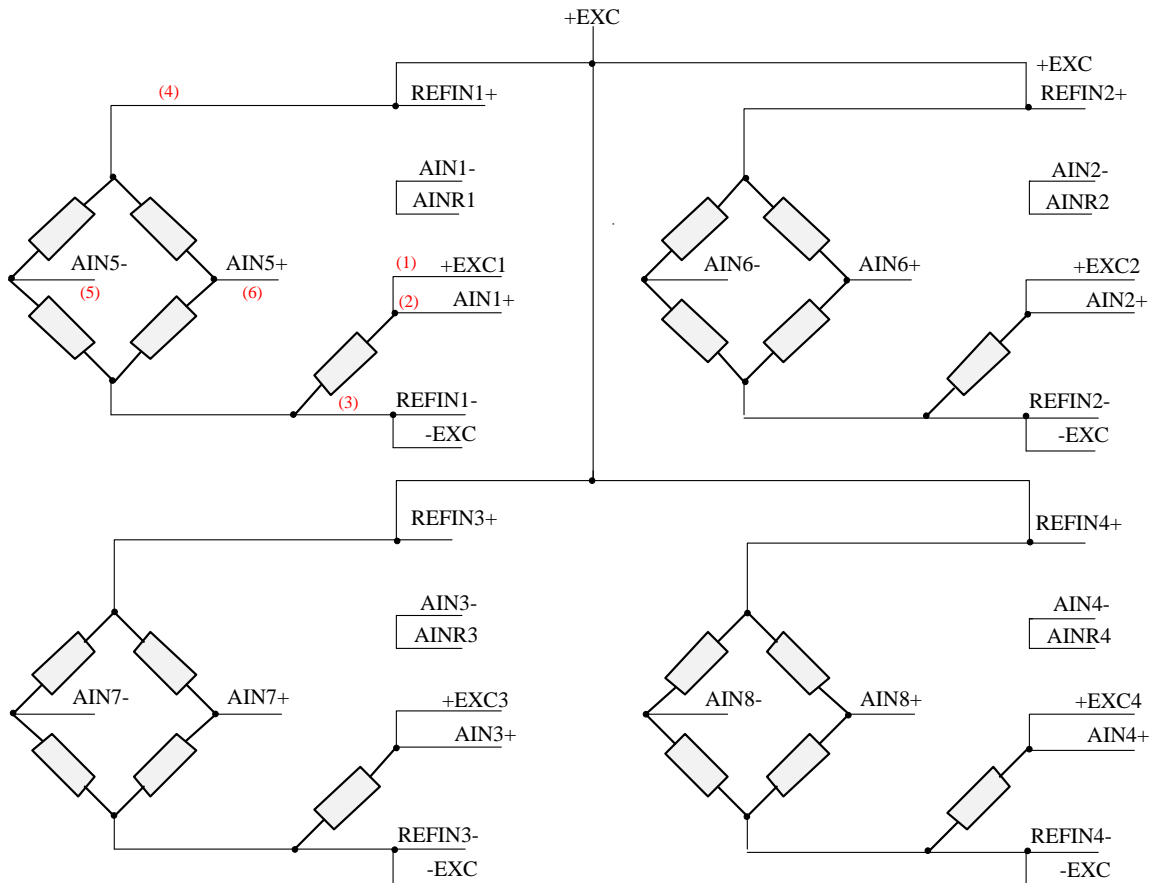 +EXC
+EXC
(4)
REFIN1+
REFIN2+
AIN1-
AINR1
AIN2-
AINR2
AIN5-
(5)
AIN5+
(6)
(1)
+EXC1
(2)
AIN1+
AIN6-
AIN6+
+EXC2
AIN2+
(3)
REFIN1-
-EXC
REFIN2-
-EXC
REFIN3+
REFIN4+
AIN3-
AINR3
AIN4-
AINR4
AIN7-
AIN7+
+EXC3
AIN3+
AIN8-
AIN8+
+EXC4
AIN4+
REFIN3-
-EXC
REFIN4-
-EXC